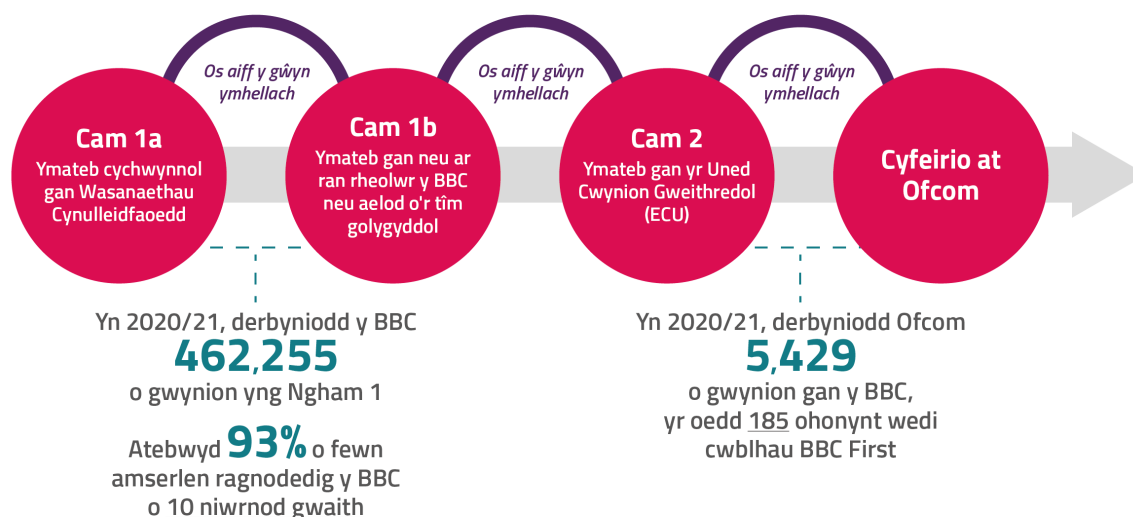 Os aiff y gŵyn
ymhellach
Os aiff y gŵyn
ymhellach
Os aiff y gŵyn
ymhellach
Cam 1a
Ymateb cychwynnol
gan Wasanaethau
Cynulleidfaoedd
Cam 1b
Ymateb gan neu ar
ran rheolwr y BBC
neu aelod o'r tîm
golygyddol
Cam 2
Ymateb gan yr Uned
Cwynion Gweithredol
(ECU)
Cyfeirio at
Ofcom
Yn 2020/21, derbyniodd y BBC
462,255
o gwynion yng Ngham 1
Atebwyd 93% o fewn
amserlen ragnodedig y BBC
o 10 niwrnod gwaith
Yn 2020/21, derbyniodd Ofcom
5,429
o gwynion gan y BBC,
yr oedd 185 ohonynt wedi
cwblhau BBC First